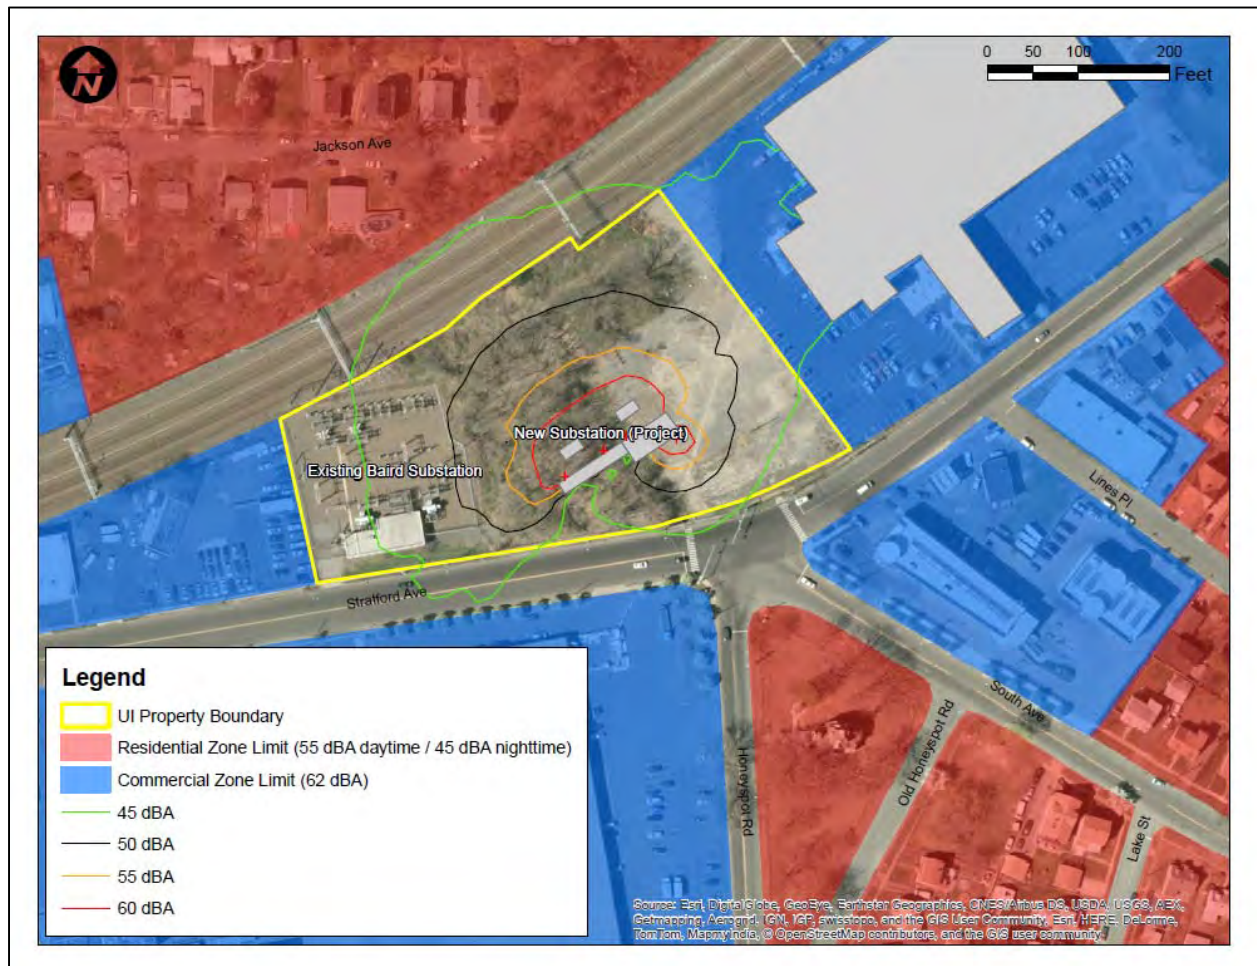 N
0 50 100 200
Feet
Jackson Ave
New Substation (Project)
Existing Baird Substation
Lines Pl
Stratford Ave
South Ave
Old Honeyspot Rd
Honeyspot Rd
Lake St
Legend
UI Property Boundary
Residential Zone Limit (55 dBA daytime / 45 dBA nighttime)
Commercial Zone Limit (62 dBA)
45 dBA
50 dBA
55 dBA
60 dBA
Source: Esri, DigitalGlobe, GeoEye, Earthstar Geographics, CNES/Airbus DS, USDA, USGS, AEX,
Getmapping, Aerogrid, IGN, IGP, swisstopo, and the GIS User Community, Esri, HERE, DeLorme,
TomTom, MapmyIndia, © OpenStreetMap contributors, and the GIS user community